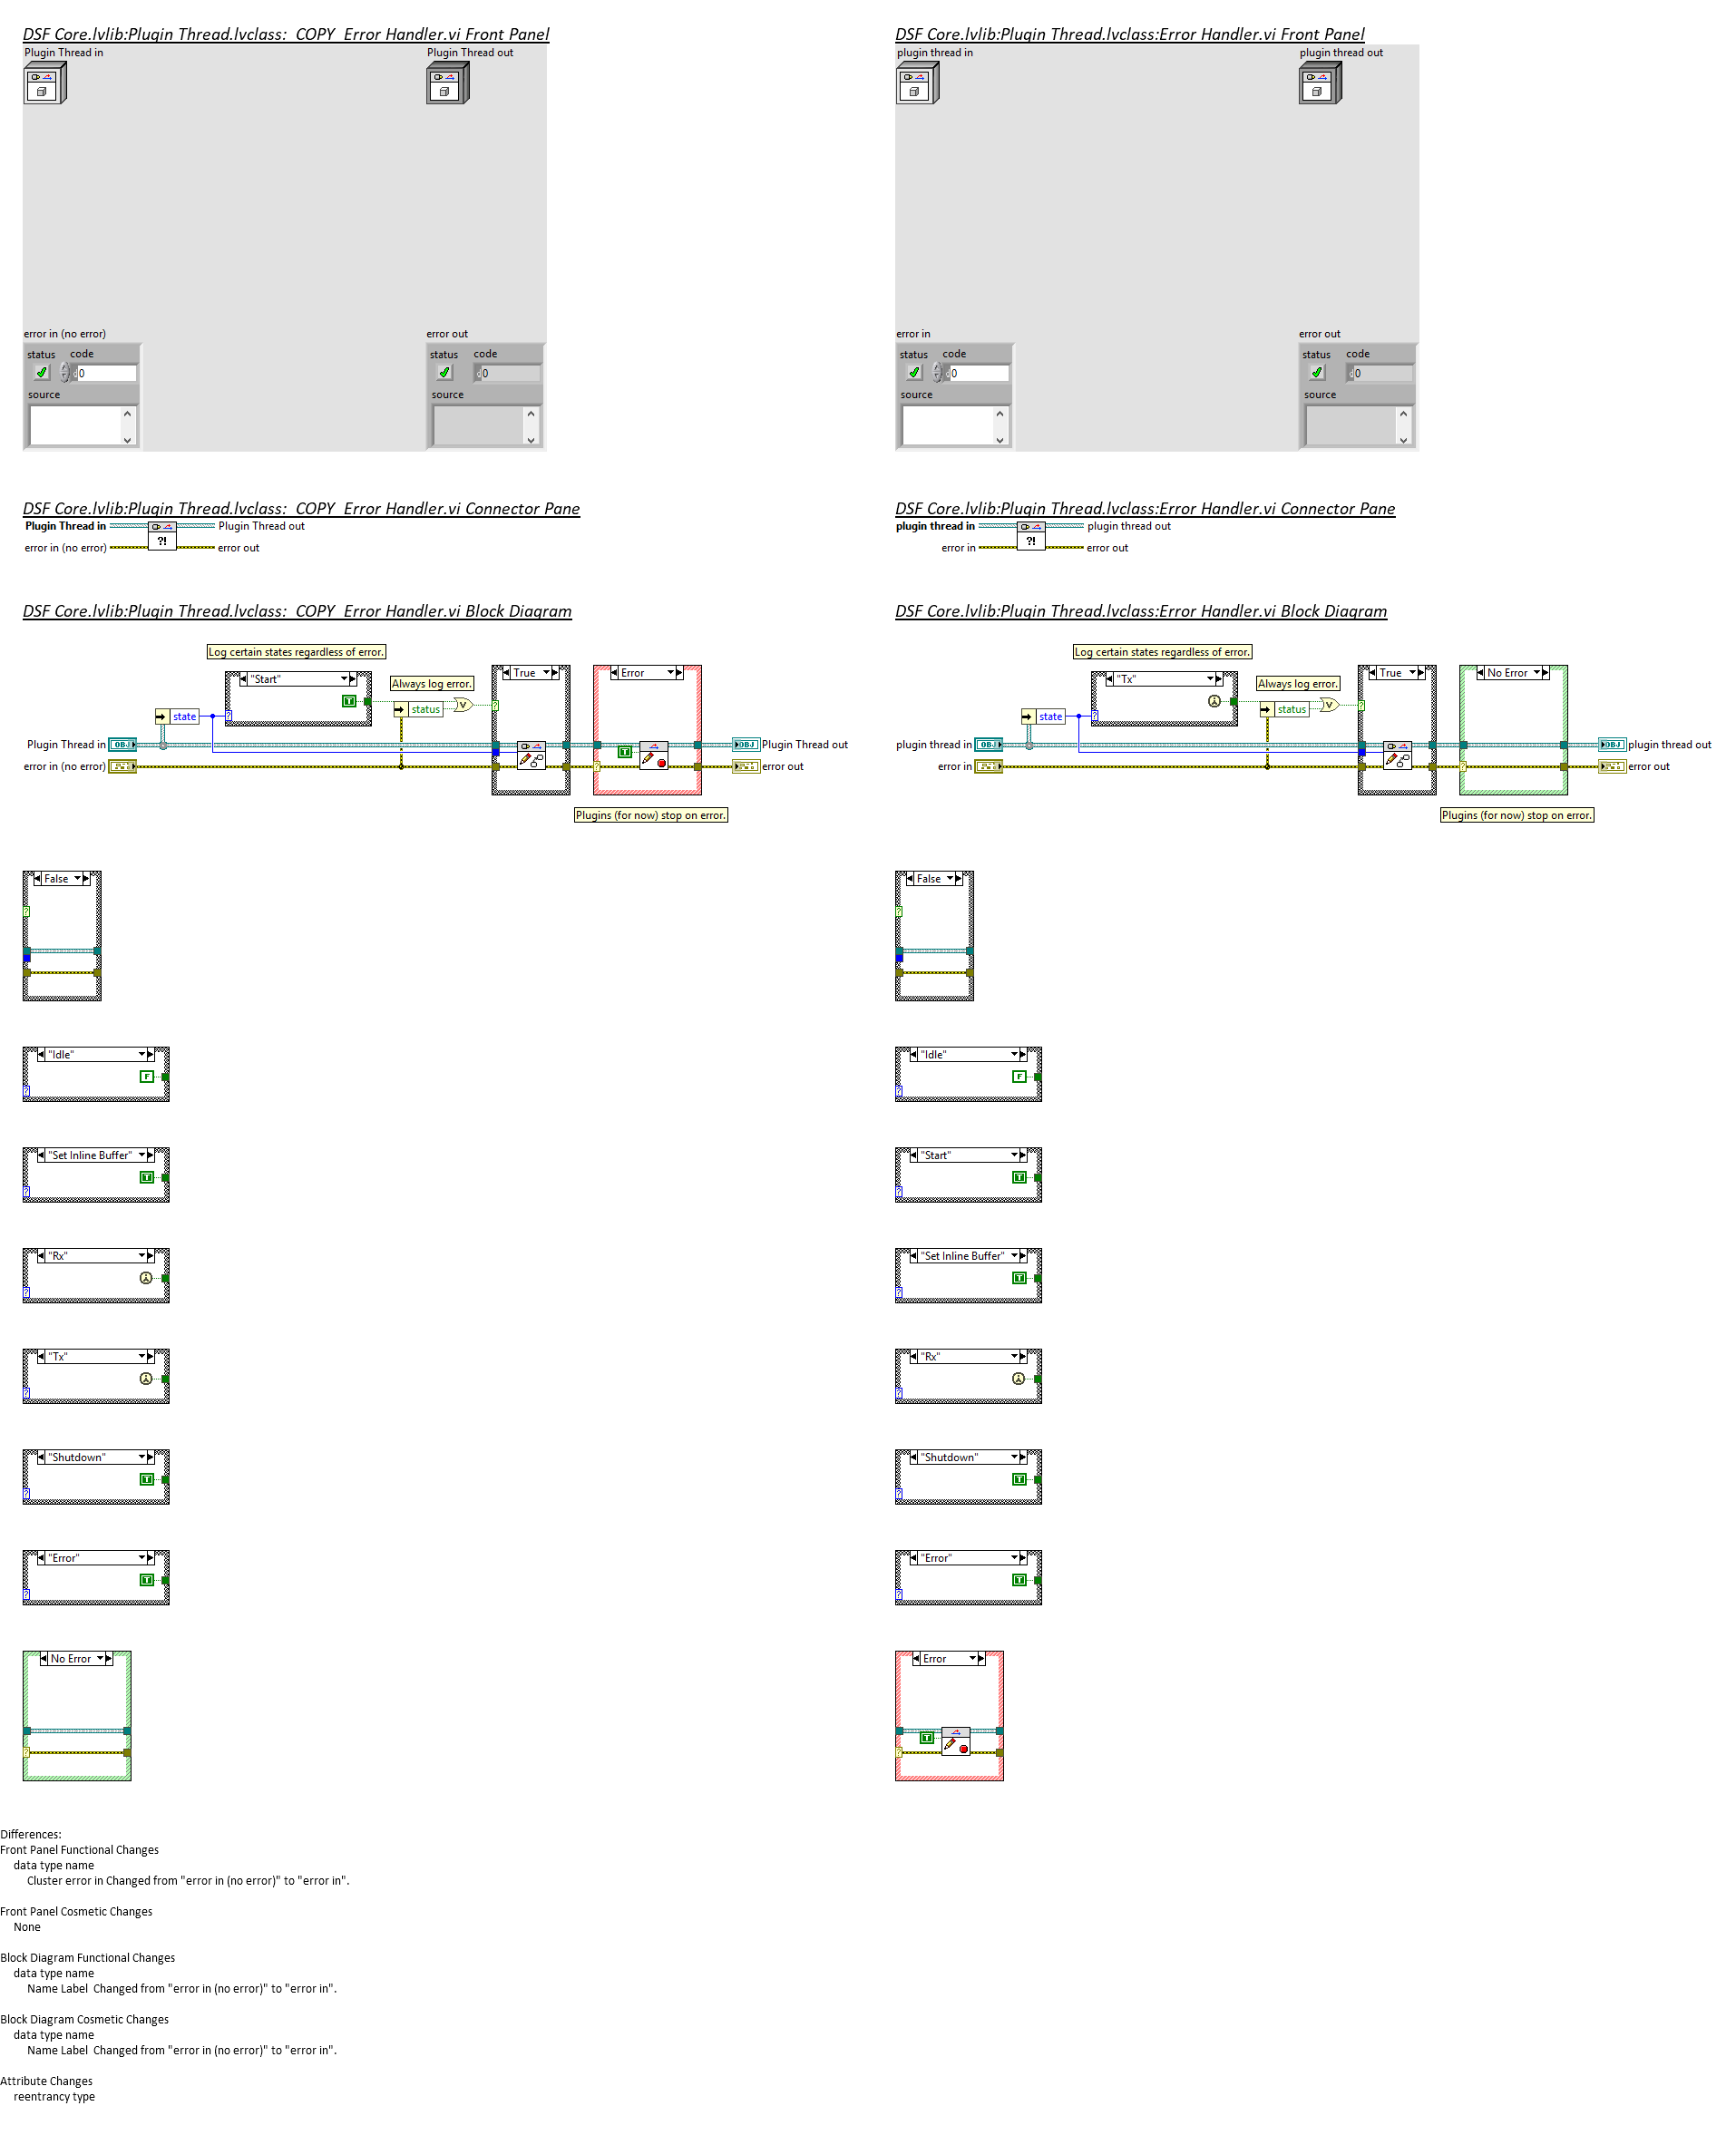 DSF Core.lvlib:Plugin Thread.lvclass:_COPY_Error Handler.vi Front Panel
Plugin Thread in
Plugin Thread out
error in (no error)
status
code
0
source
error out
status
code
0
source
DSF Core.lvlib:Plugin Thread.lvclass:Error Handler.vi Front Panel
plugin thread in
plugin thread out
error in
status
code
0
source
error out
status
code
0
source
DSF Core.lvlib:Plugin Thread.lvclass:_COPY_Error Handler.vi Connector Pane
Plugin Thread in
Plugin Thread out
?!
error in (no error)
error out
DSF Core.lvlib:Plugin Thread.lvclass:Error Handler.vi Connector Pane
plugin thread in
plugin thread out
?!
error in
error out
DSF Core.lvlib:Plugin Thread.lvclass:_COPY_Error Handler.vi Block Diagram
Log certain states regardless of error.
"Start"
T
Always log error.
True
Error
state
status
V
Plugin Thread in
OBJ
T
OBJ
Plugin Thread out
error in (no error)
error out
Plugins (for now) stop on error.
DSF Core.lvlib:Plugin Thread.lvclass:Error Handler.vi Block Diagram
Log certain states regardless of error.
"Tx"
Always log error.
True
No Error
state
status
V
plugin thread in
OBJ
OBJ
plugin thread out
error in
error out
Plugins (for now) stop on error.
False
?
False
?
"Idle"
F
?
"Idle"
F
?
"Set Inline Buffer"
T
?
"Start"
T
?
"Rx"
?
"Set Inline Buffer"
T
?
"Tx"
?
"Rx"
?
"Shutdown"
T
?
"Shutdown"
T
?
"Error"
T
?
"Error"
T
?
No Error
?
Error
T
?
Differences:
Front Panel Functional Changes
data type name
Cluster error in Changed from "error in (no error)" to "error in".
Front Panel Cosmetic Changes
None
Block Diagram Functional Changes
data type name
Name Label  Changed from "error in (no error)" to "error in".
Block Diagram Cosmetic Changes
data type name
Name Label  Changed from "error in (no error)" to "error in".
Attribute Changes
reentrancy type